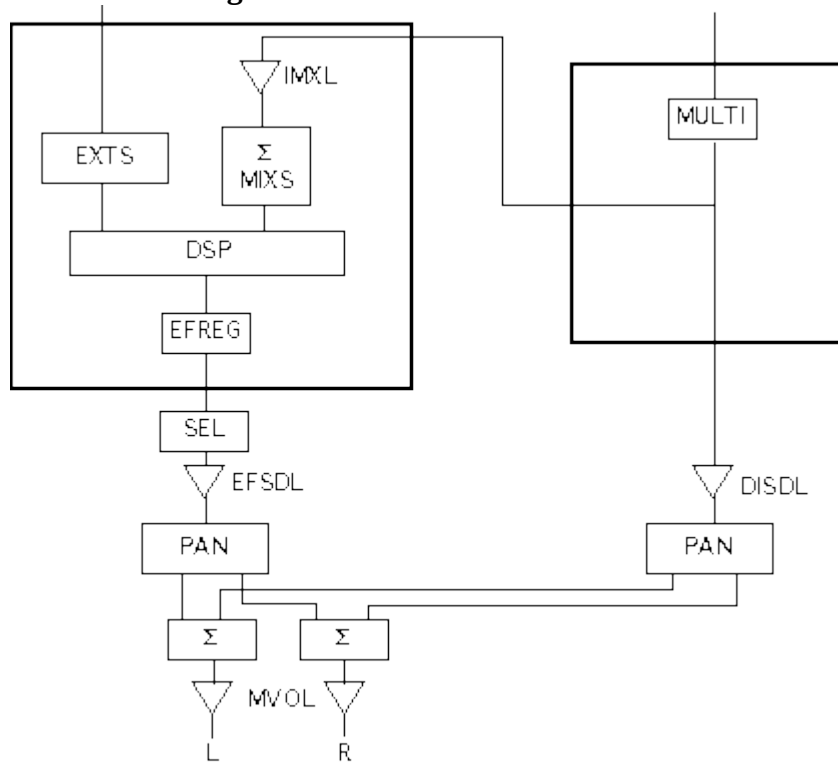 IMXL
MULTI
EXTS
Σ
MIXS
DSP
EFREG
SEL
EFSDL
DISDL
PAN
PAN
Σ
Σ
MVOL
L
R